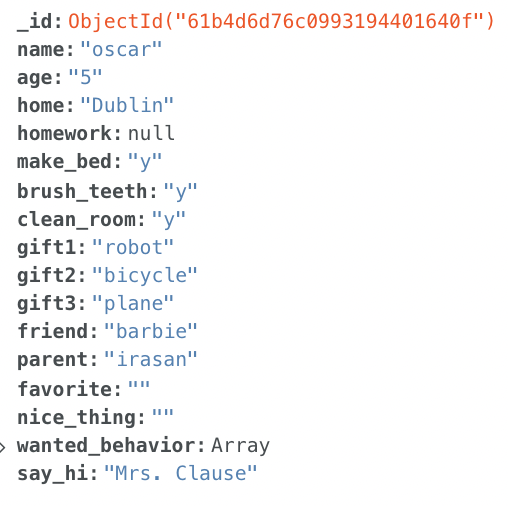 _id: ObjectId("61b4d6d76c0993194401640f")
name: "oscar"
age: "5"
home: "Dublin"
homework: null
make_bed: "y"
brush_teeth: "y"
clean_room: "y"
gift1: "robot"
gift2: "bicycle"
gift3: "plane"
friend: "barbie"
parent: "irasan"
favorite: ""
nice_thing: ""
wanted_behavior: Array
say_hi: "Mrs. Clause"